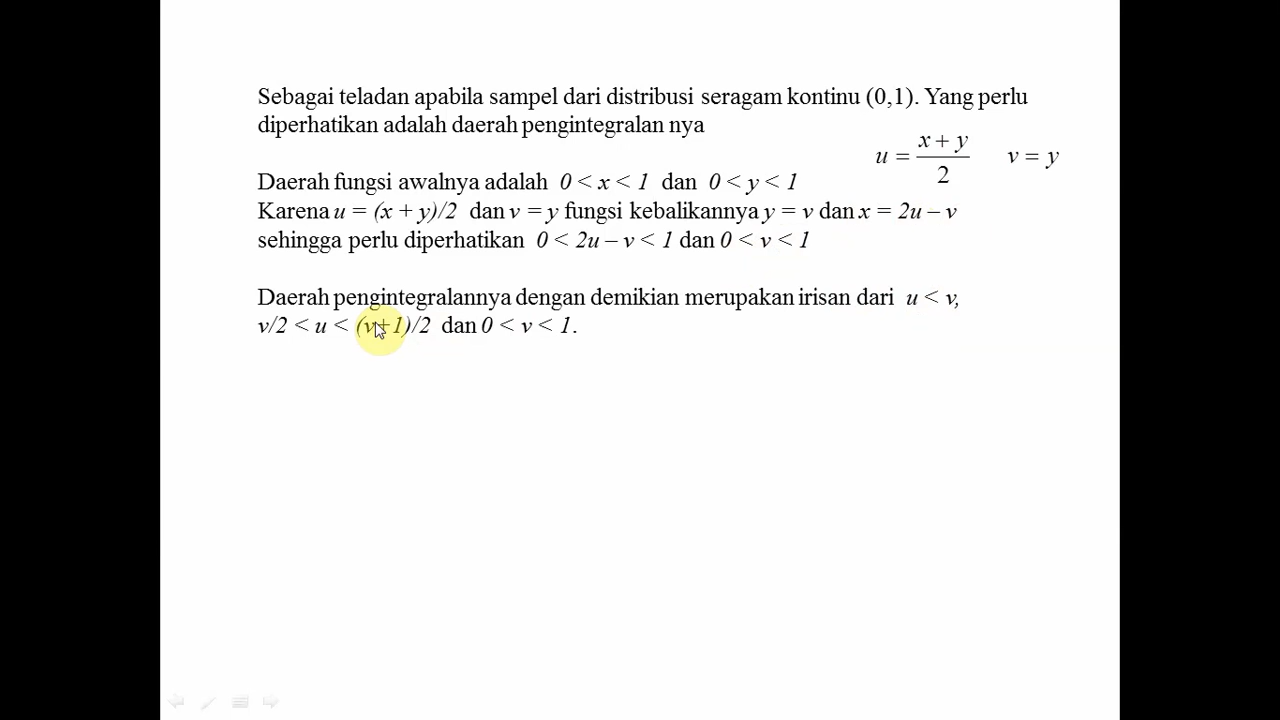 Sebagai teladan apabila sampel dari distribusi seragam kontinu (0,1). Yang perlu
diperhatikan adalah daerah pengintegralan nya
u = (x + y)/2 v = y
Daerah fungsi awalnya adalah 0 < x < 1 dan 0 < y < 1
Karena u = (x + y)/2 dan v = y fungsi kebalikannya y = v dan x = 2u – v
sehingga perlu diperhatikan 0 < 2u – v < 1 dan 0 < v < 1
Daerah pengintegralannya dengan demikian merupakan irisan dari u < v,
v/2 < u < (v+1)/2 dan 0 < v < 1.